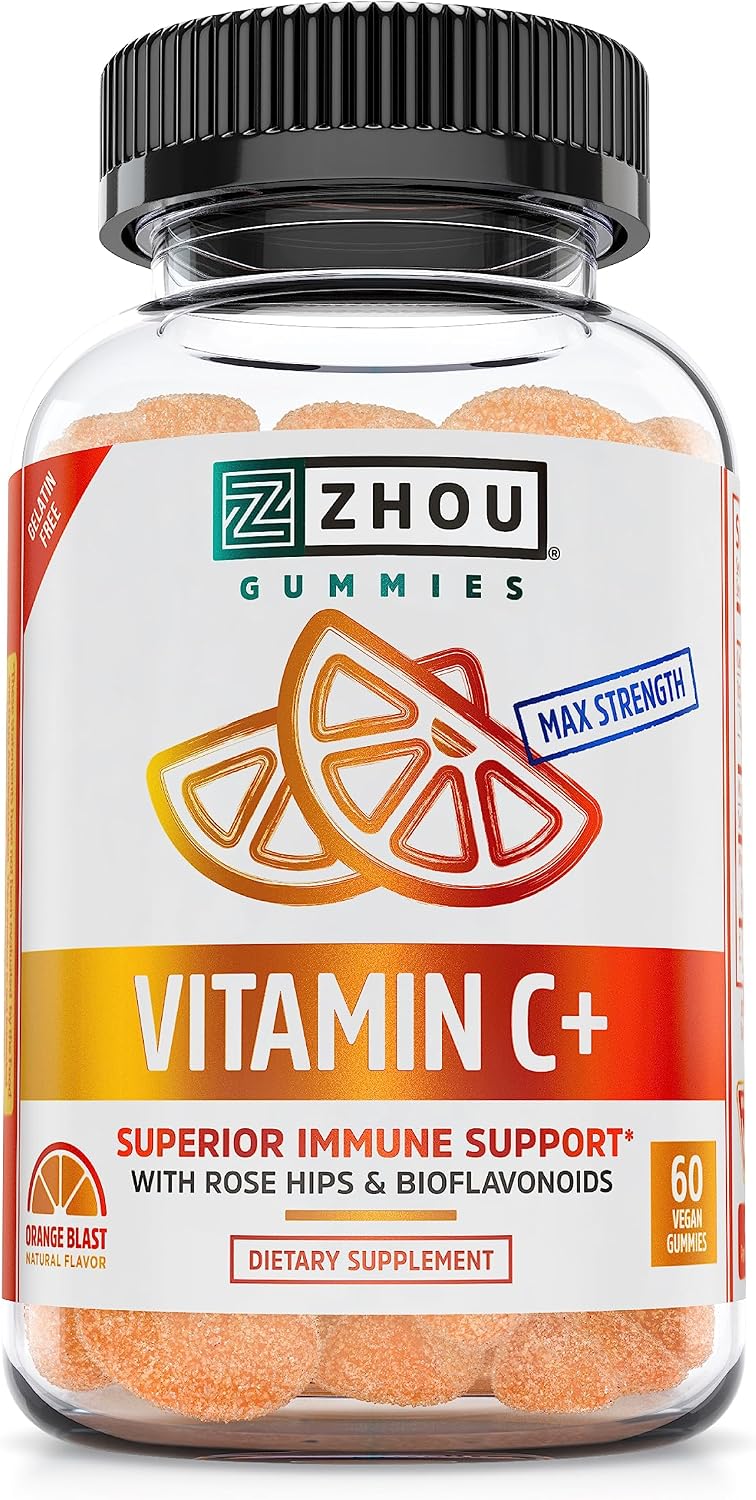 GELATIN
FREE
ZHOU
®
GUMMIES
MAX STRENGTH
VITAMIN C+
SUPERIOR IMMUNE SUPPORT*
WITH ROSE HIPS & BIOFLAVONOIDS
ORANGE BLAST
NATURAL FLAVOR
60
VEGAN
GUMMIES
DIETARY SUPPLEMENT